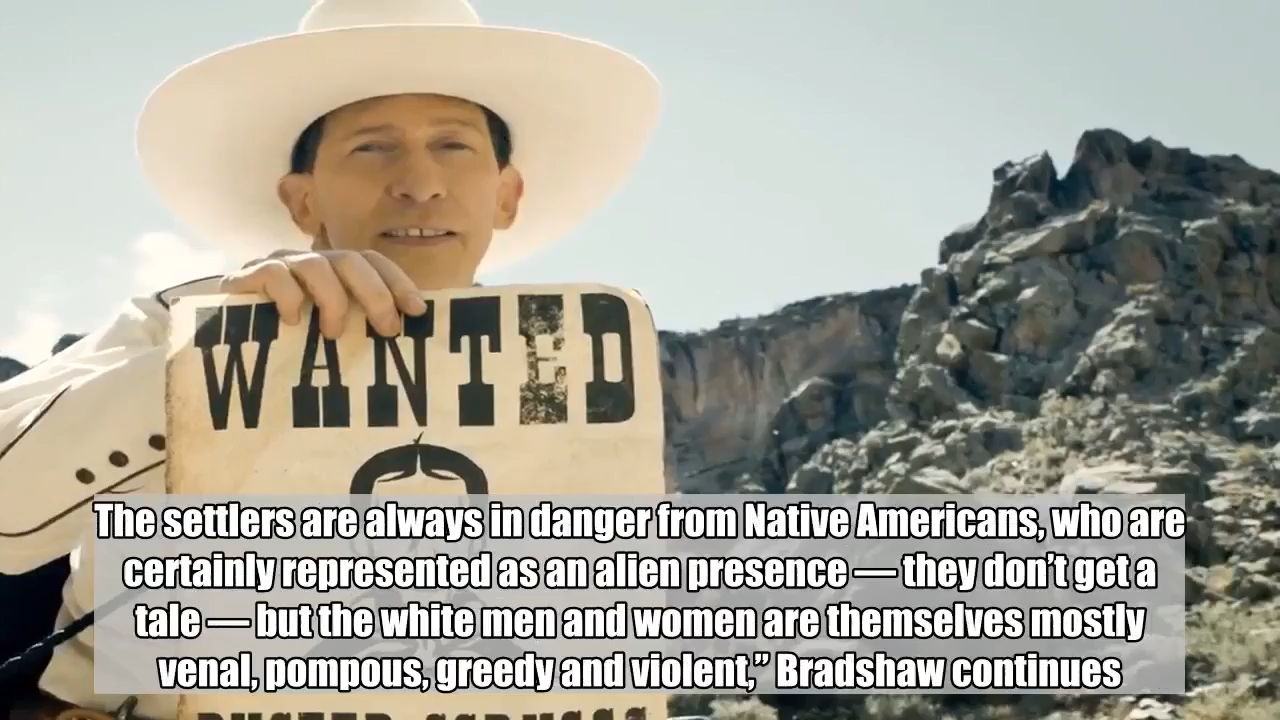 WANTED
The settlers are always in danger from Native Americans, who are
certainly represented as an alien presence — they don’t get a
tale — but the white men and women are themselves mostly
venal, pompous, greedy and violent,” Bradshaw continues